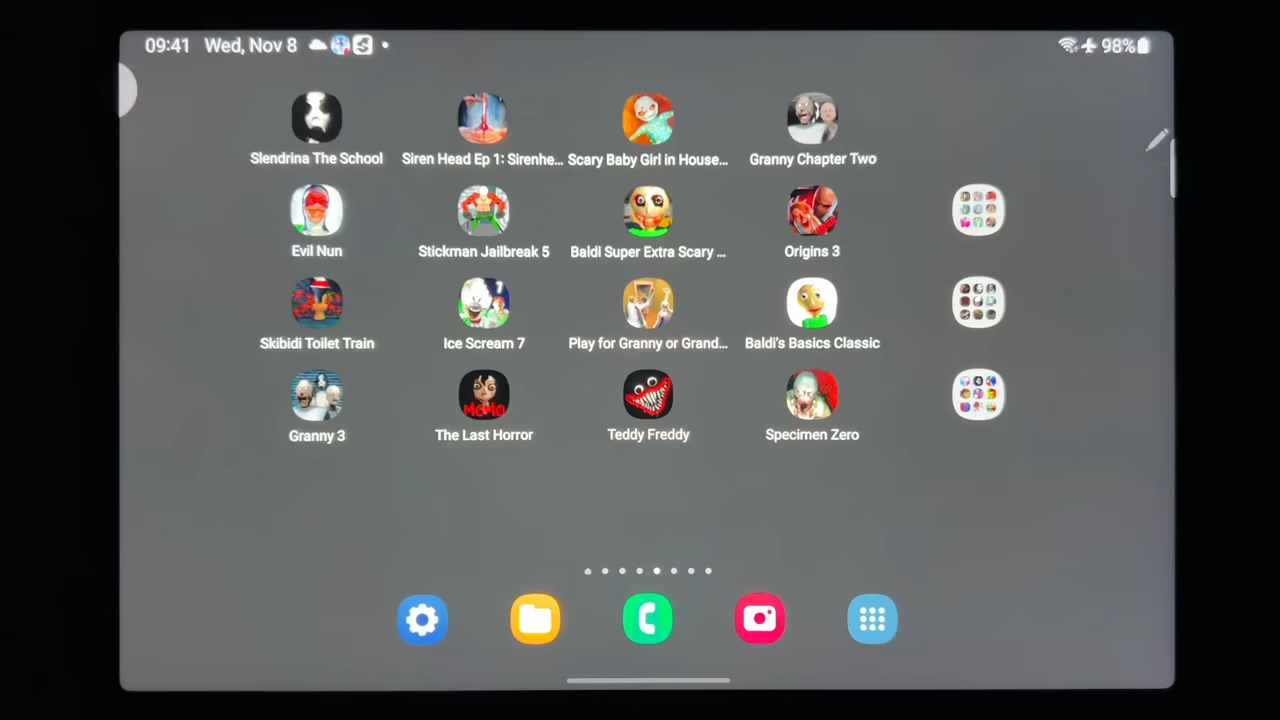 09:41 Wed, Nov 8 98%
Slendrina The School Siren Head Ep 1: Sirenhe... Scary Baby Girl in House... Granny Chapter Two
Evil Nun Stickman Jailbreak 5 Baldi Super Extra Scary ... Origins 3
7
Skibidi Toilet Train Ice Scream 7 Play for Granny or Grand... Baldi's Basics Classic
MOMO
Granny 3 The Last Horror Teddy Freddy Specimen Zero